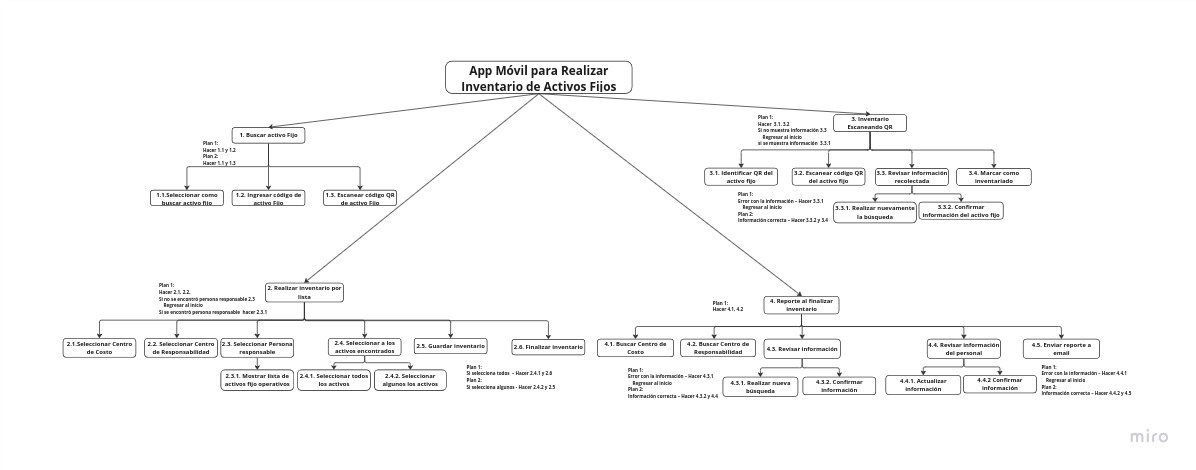 App Móvil para Realizar
Inventario de Activos Fijos
1. Buscar activo Fijo
Plan 1:
Hacer 1.1 y 1.2
Plan 2:
Hacer 1.1 y 1.3
1.1.Seleccionar como
buscar activo fijo
1.2. Ingresar código de
activo Fijo
1.3. Escanear código QR
de activo Fijo
Plan 1:
Hacer 3.1. 3.2
Si no muestra información 3.3
Regresar al inicio
si se muestra información 3.3.1
3. Inventario
Escaneando QR
3.1. Identificar QR del
activo fijo
3.2. Escanear código QR
del activo fijo
3.3. Revisar información
recolectada
3.4. Marcar como
inventariado
Plan 1:
Error con la información – Hacer 3.3.1
Regresar al inicio
Plan 2:
Información correcta – Hacer 3.3.2 y 3.4
3.3.1. Realizar nuevamente
la búsqueda
3.3.2. Confirmar
información del activo fijo
Plan 1:
Hacer 2.1, 2.2,
Si no se encontró persona responsable 2.3
Regresar al inicio
Si se encontró persona responsable hacer 2.3.1
2. Realizar inventario por
lista
2.1.Seleccionar Centro
de Costo
2.2. Seleccionar Centro
de Responsabilidad
2.3. Seleccionar Persona
responsable
2.4. Seleccionar a los
activos encontrados
2.5. Guardar inventario
2.6. Finalizar inventario
2.3.1. Mostrar lista de
activos fijo operativos
2.4.1. Seleccionar todos
los activos
2.4.2. Seleccionar
algunos los activos
Plan 1:
Si selecciona todos – Hacer 2.4.1 y 2.6
Plan 2:
Si selecciona algunos - Hacer 2.4.2 y 2.5
Plan 1:
Hacer 4.1, 4.2
4. Reporte al finalizar
inventario
4.1. Buscar Centro de
Costo
4.2. Buscar Centro de
Responsabilidad
4.3. Revisar información
4.4. Revisar información
del personal
4.5. Enviar reporte a
email
Plan 1:
Error con la información – Hacer 4.3.1
Regresar al inicio
Plan 2:
Información correcta – Hacer 4.3.2 y 4.4
4.3.1. Realizar nueva
búsqueda
4.3.2. Confirmar
información
4.4.1. Actualizar
información
4.4.2 Confirmar
información
Plan 1:
Error con la información – Hacer 4.4.1
Regresar al inicio
Plan 2:
Información correcta – Hacer 4.4.2 y 4.5
miro